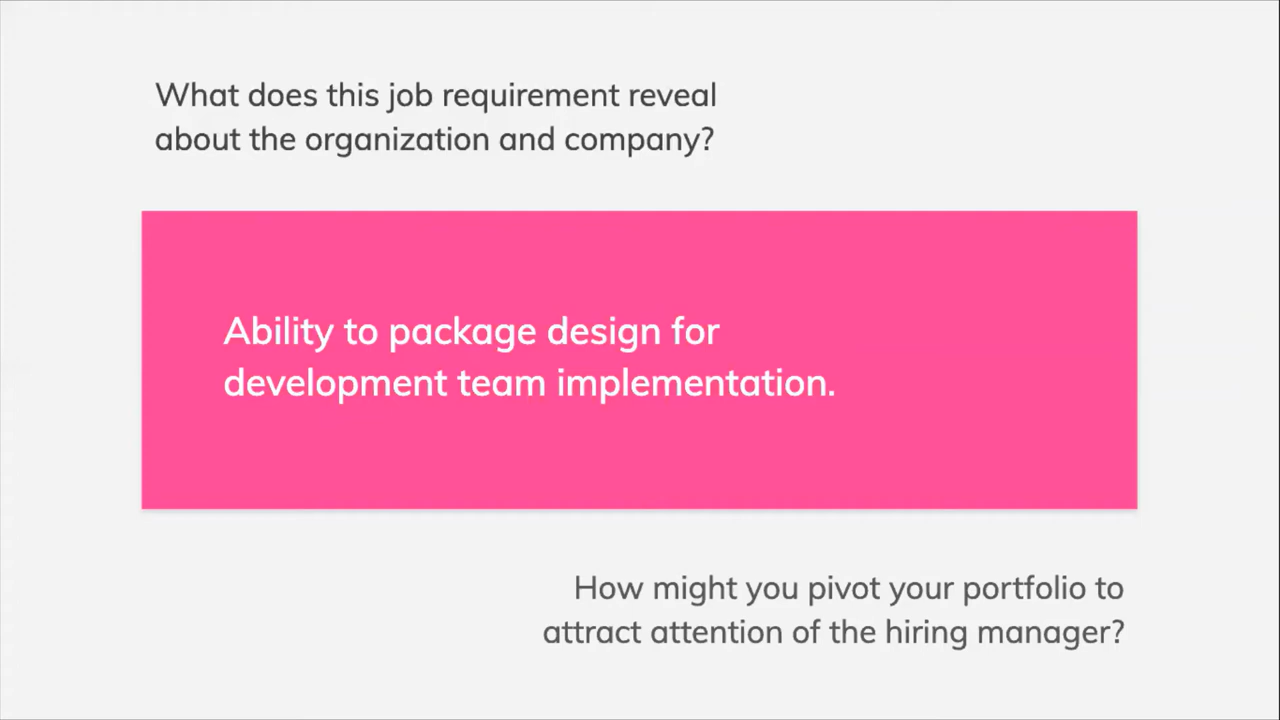 What does this job requirement reveal
about the organization and company?
Ability to package design for
development team implementation.
How might you pivot your portfolio to
attract attention of the hiring manager?